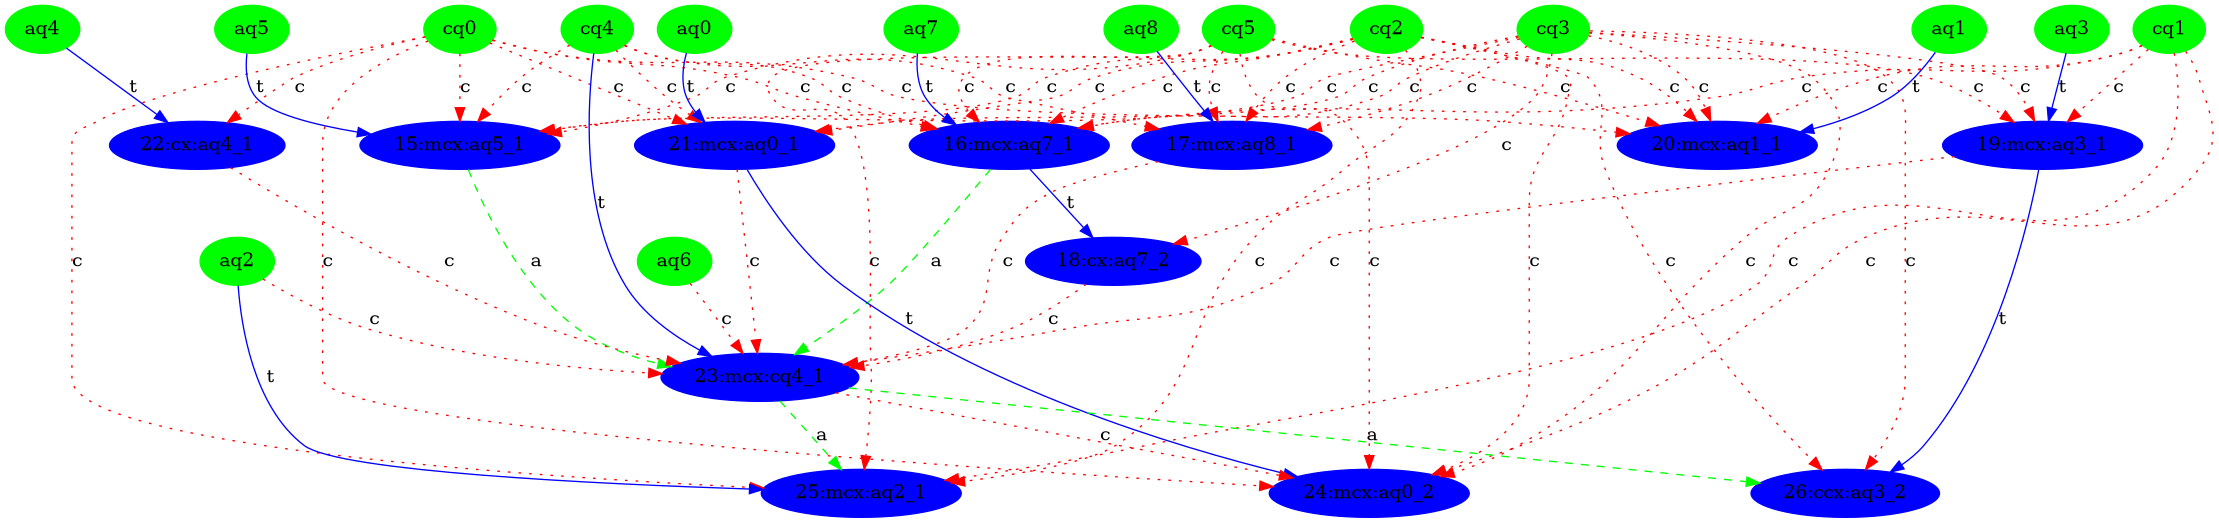 aq4 aq5 cq0 cq4 aq0 aq7 aq8 cq5 cq2 cq3 aq1 aq3 cq1
t t c c c c c t c c c c t c c c c t c c c c c c c c c c t c c t c
22:cx:aq4_1 15:mcx:aq5_1 21:mcx:aq0_1 16:mcx:aq7_1 17:mcx:aq8_1 c 20:mcx:aq1_1 19:mcx:aq3_1
t
c aq2 c c a aq6 c c a c 18:cx:aq7_2 c c c c c c c c c
c c t c t
t 23:mcx:cq4_1
a c a
25:mcx:aq2_1 24:mcx:aq0_2 26:ccx:aq3_2